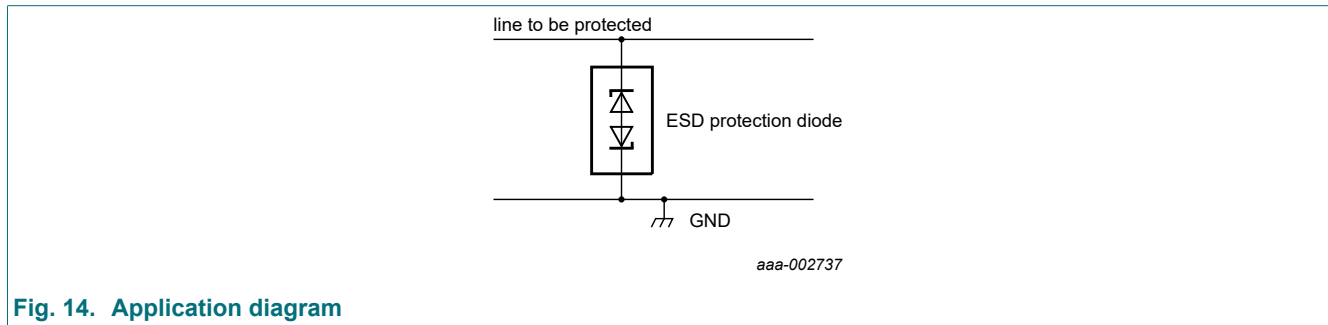 line to be protected
ESD protection diode
GND
aaa-002737
Fig. 14. Application diagram